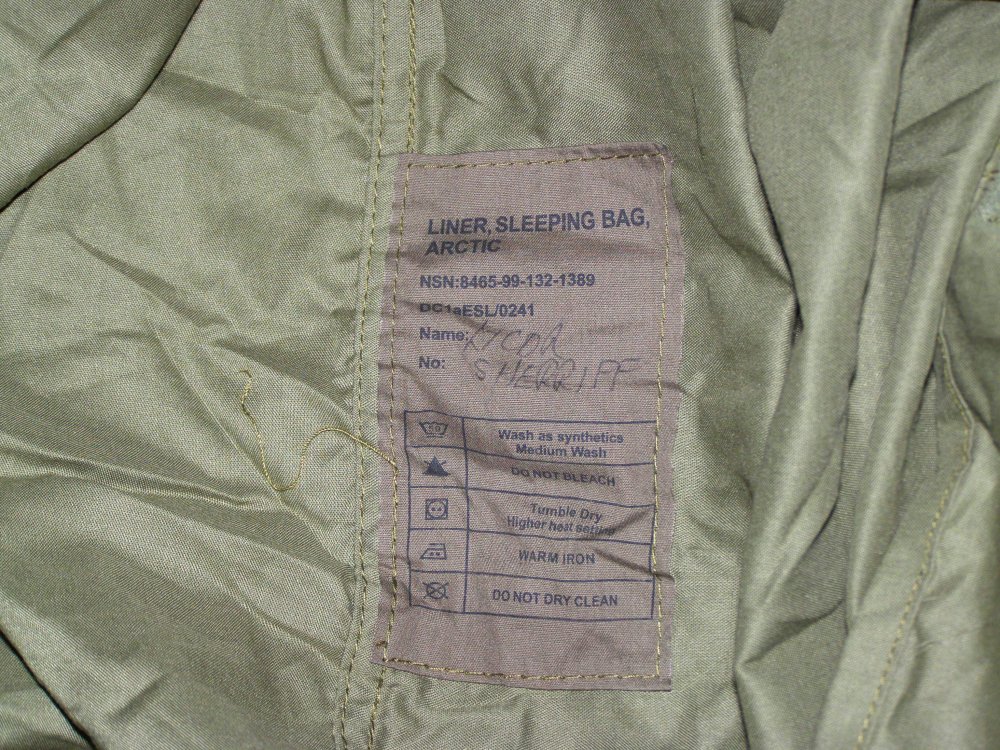 LINER, SLEEPING BAG,
ARCTIC
NSN:8465-99-132-1389
DC1aESL/0241
Name:
No: SHERRIFF
Wash as synthetics
Medium Wash
DO NOT BLEACH
Tumble Dry
Higher heat setting
WARM IRON
DO NOT DRY CLEAN